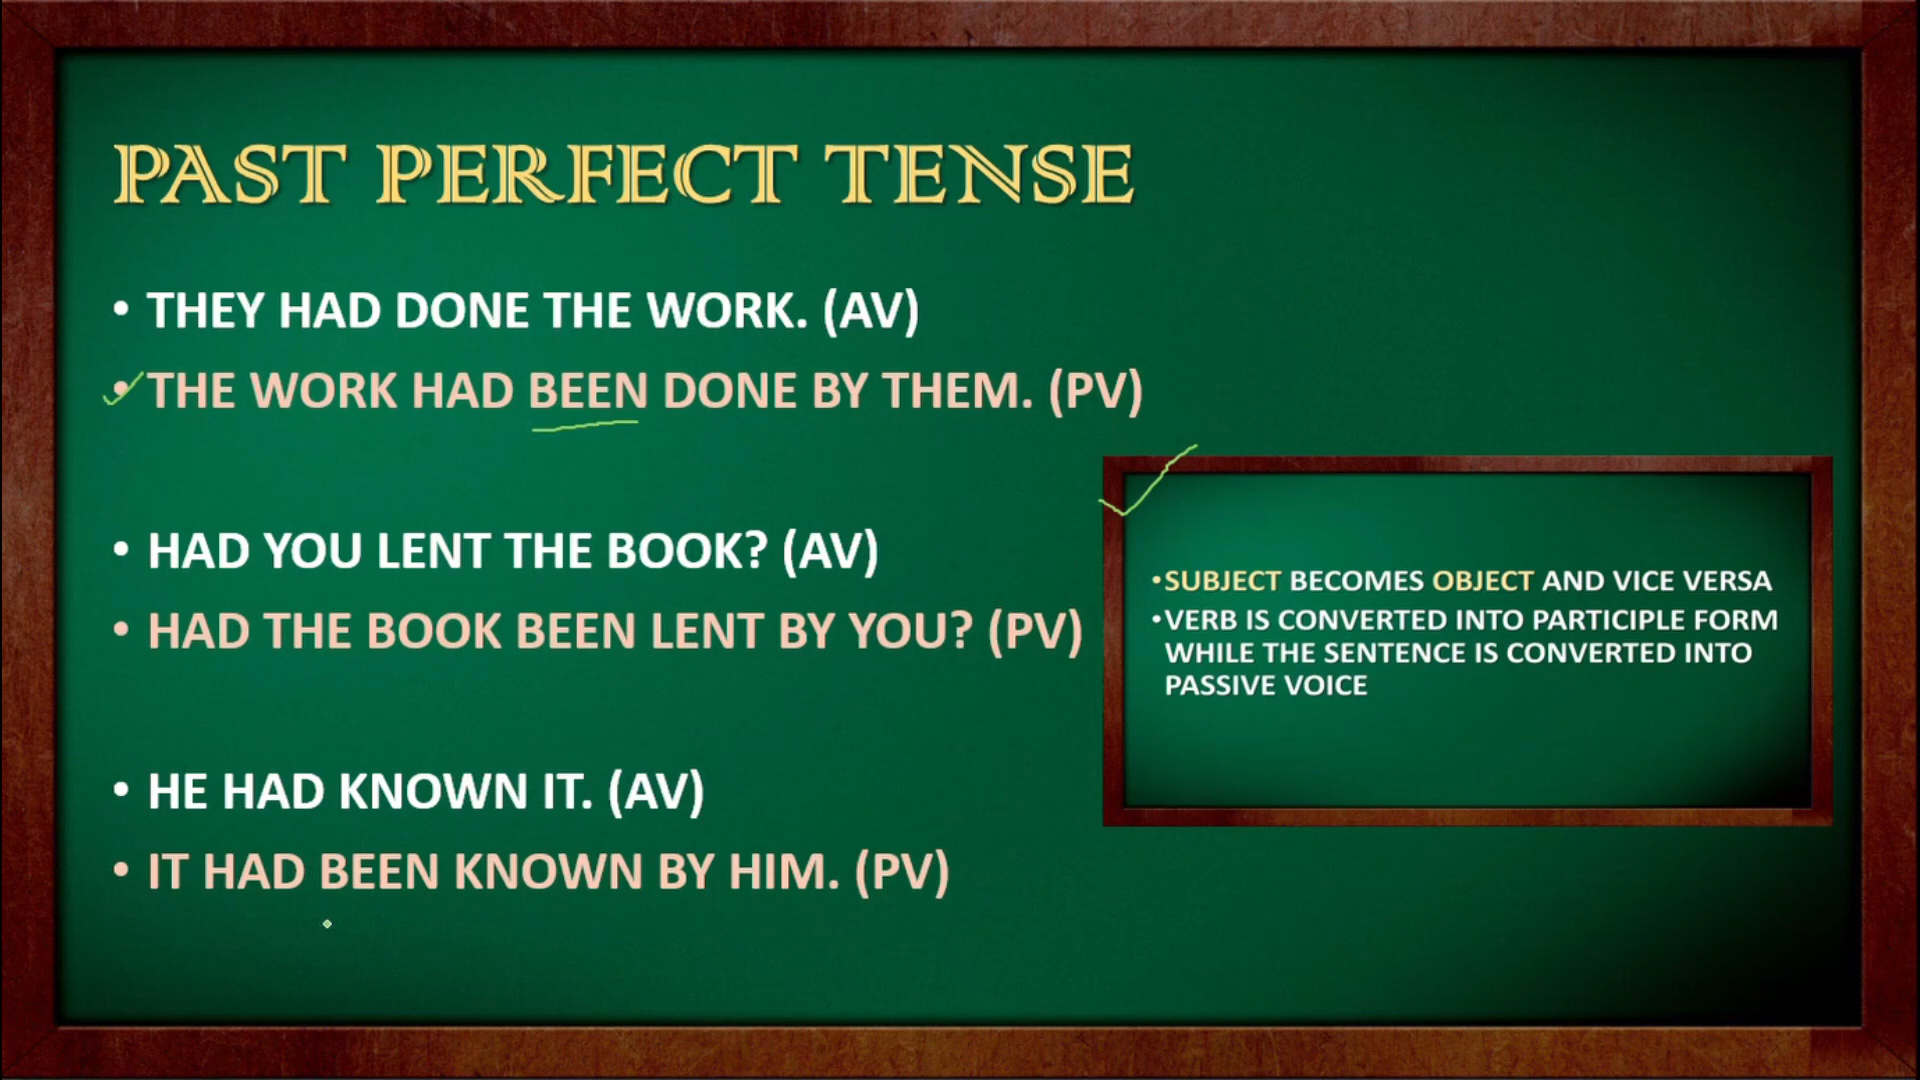 PAST PERFECT TENSE
• THEY HAD DONE THE WORK. (AV)
• THE WORK HAD BEEN DONE BY THEM. (PV)
• HAD YOU LENT THE BOOK? (AV)
• HAD THE BOOK BEEN LENT BY YOU? (PV)
• HE HAD KNOWN IT. (AV)
• IT HAD BEEN KNOWN BY HIM. (PV)
•SUBJECT BECOMES OBJECT AND VICE VERSA
•VERB IS CONVERTED INTO PARTICIPLE FORM
WHILE THE SENTENCE IS CONVERTED INTO
PASSIVE VOICE